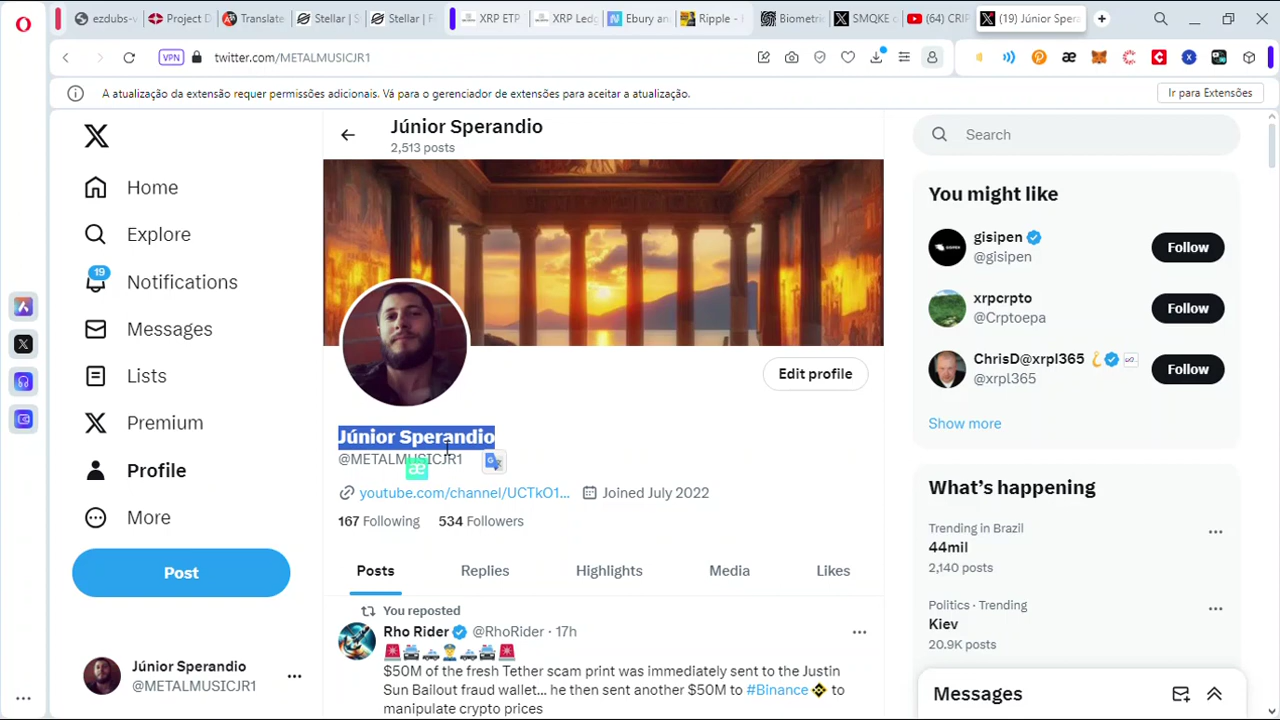 ezdubs-v
Project D
Translate
Stellar | S
Stellar | F
XRP ETP
XRP Led
Ebury an
Ripple -
Biometric
SMQKE o
(64) CRIP
(19) Júnior Spera
VPN
twitter.com/METALMUSICJR1
A atualização da extensão requer permissões adicionais. Vá para o gerenciador de extensões para aceitar a atualização.
Ir para Extensões
Home
Explore
19
Notifications
Messages
Lists
Premium
Profile
More
Post
Júnior Sperandio
@METALMUSICJR1
Júnior Sperandio
2,513 posts
Edit profile
Júnior Sperandio
@METALMUSICJR1
æ
youtube.com/channel/UCTkO1...
Joined July 2022
167 Following
534 Followers
Posts
Replies
Highlights
Media
Likes
You reposted
Rho Rider @RhoRider · 17h
$50M of the fresh Tether scam print was immediately sent to the Justin
Sun Bailout fraud wallet... he then sent another $50M to #Binance to
manipulate crypto prices
Search
You might like
gisipen
@gisipen
Follow
xrpcrpto
@Crptoepa
Follow
ChrisD@xrpl365
@xrpl365
Follow
Show more
What's happening
Trending in Brazil
44mil
2,140 posts
Politics · Trending
Kiev
20.9K posts
Messages